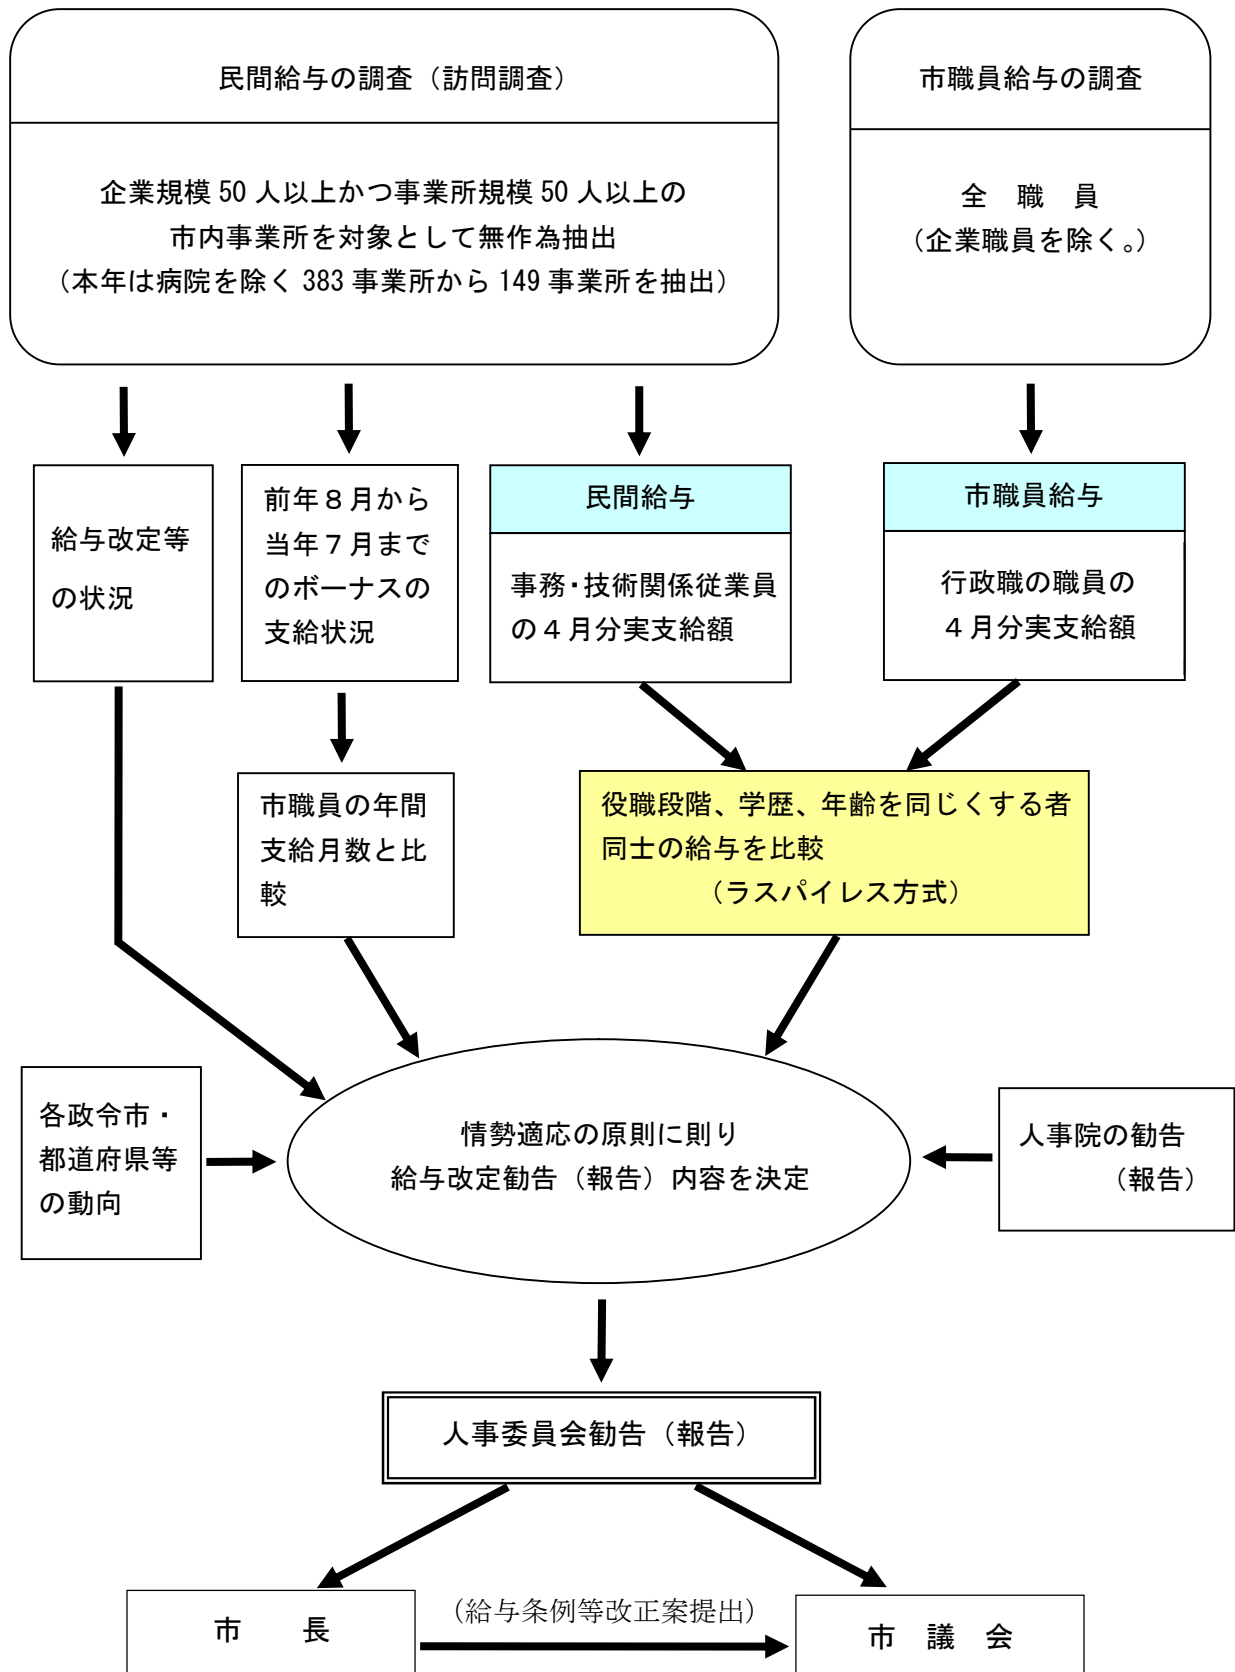 民間給与の調査（訪問調査）
企業規模 50 人以上かつ事業所規模 50 人以上の
市内事業所を対象として無作為抽出
（本年は病院を除く 383 事業所から 149 事業所を抽出）
市職員給与の調査
全　職　員
（企業職員を除く。）
給与改定等
の状況
前年８月から
当年７月まで
のボーナスの
支給状況
民間給与
事務・技術関係従業員
の４月分実支給額
市職員給与
行政職の職員の
４月分実支給額
市職員の年間
支給月数と比
較
役職段階、学歴、年齢を同じくする者
同士の給与を比較
（ラスパイレス方式）
各政令市・
都道府県等
の動向
情勢適応の原則に則り
給与改定勧告（報告）内容を決定
人事院の勧告
（報告）
人事委員会勧告（報告）
市　　長
（給与条例等改正案提出）
市　議　会